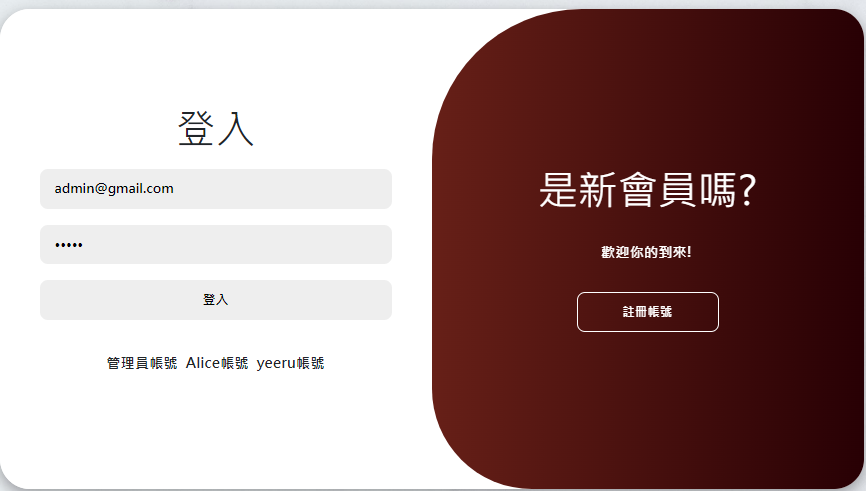 登入
admin@gmail.com
•••••
登入
管理員帳號 Alice帳號 yeeru帳號
是新會員嗎?
歡迎你的到來!
註冊帳號